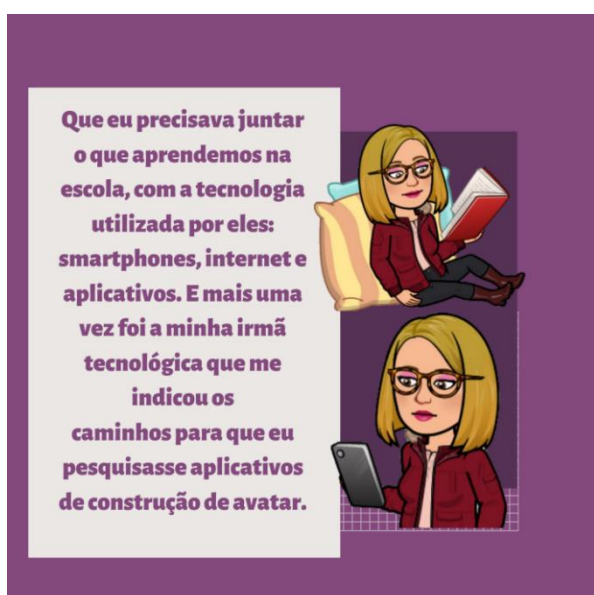 Que eu precisava juntar
o que aprendemos na
escola, com a tecnologia
utilizada por eles:
smartphones, internet e
aplicativos. E mais uma
vez foi a minha irmã
tecnológica que me
indicou os
caminhos para que eu
pesquisasse aplicativos
de construção de avatar.